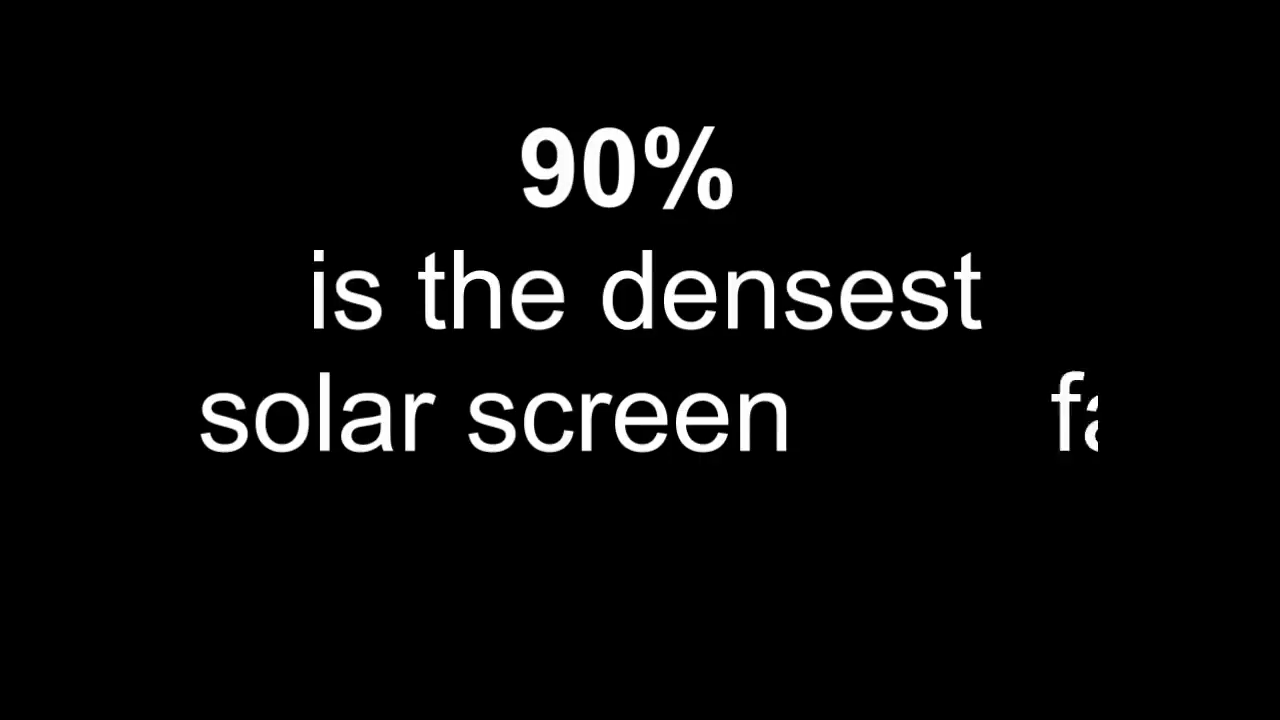 90%
is the densest
solar screen